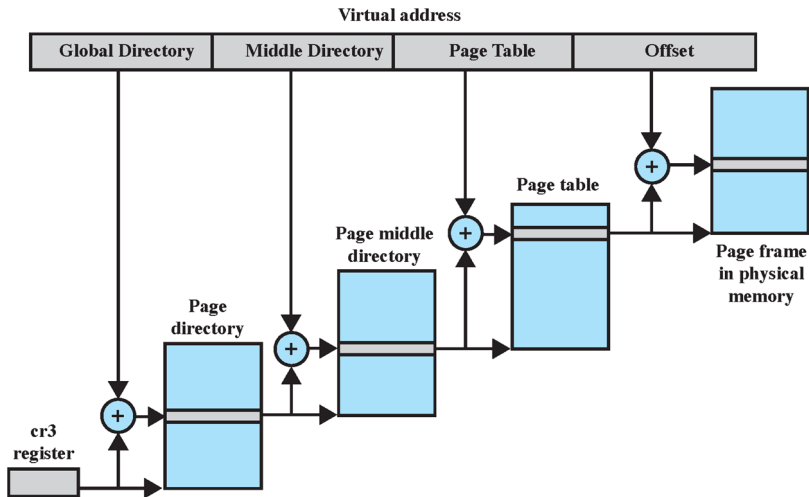 Virtual address
Global Directory
Middle Directory
Page Table
Offset
Page table
Page middle
directory
Page frame
in physical
memory
Page
directory
cr3
register
+
+
+
+